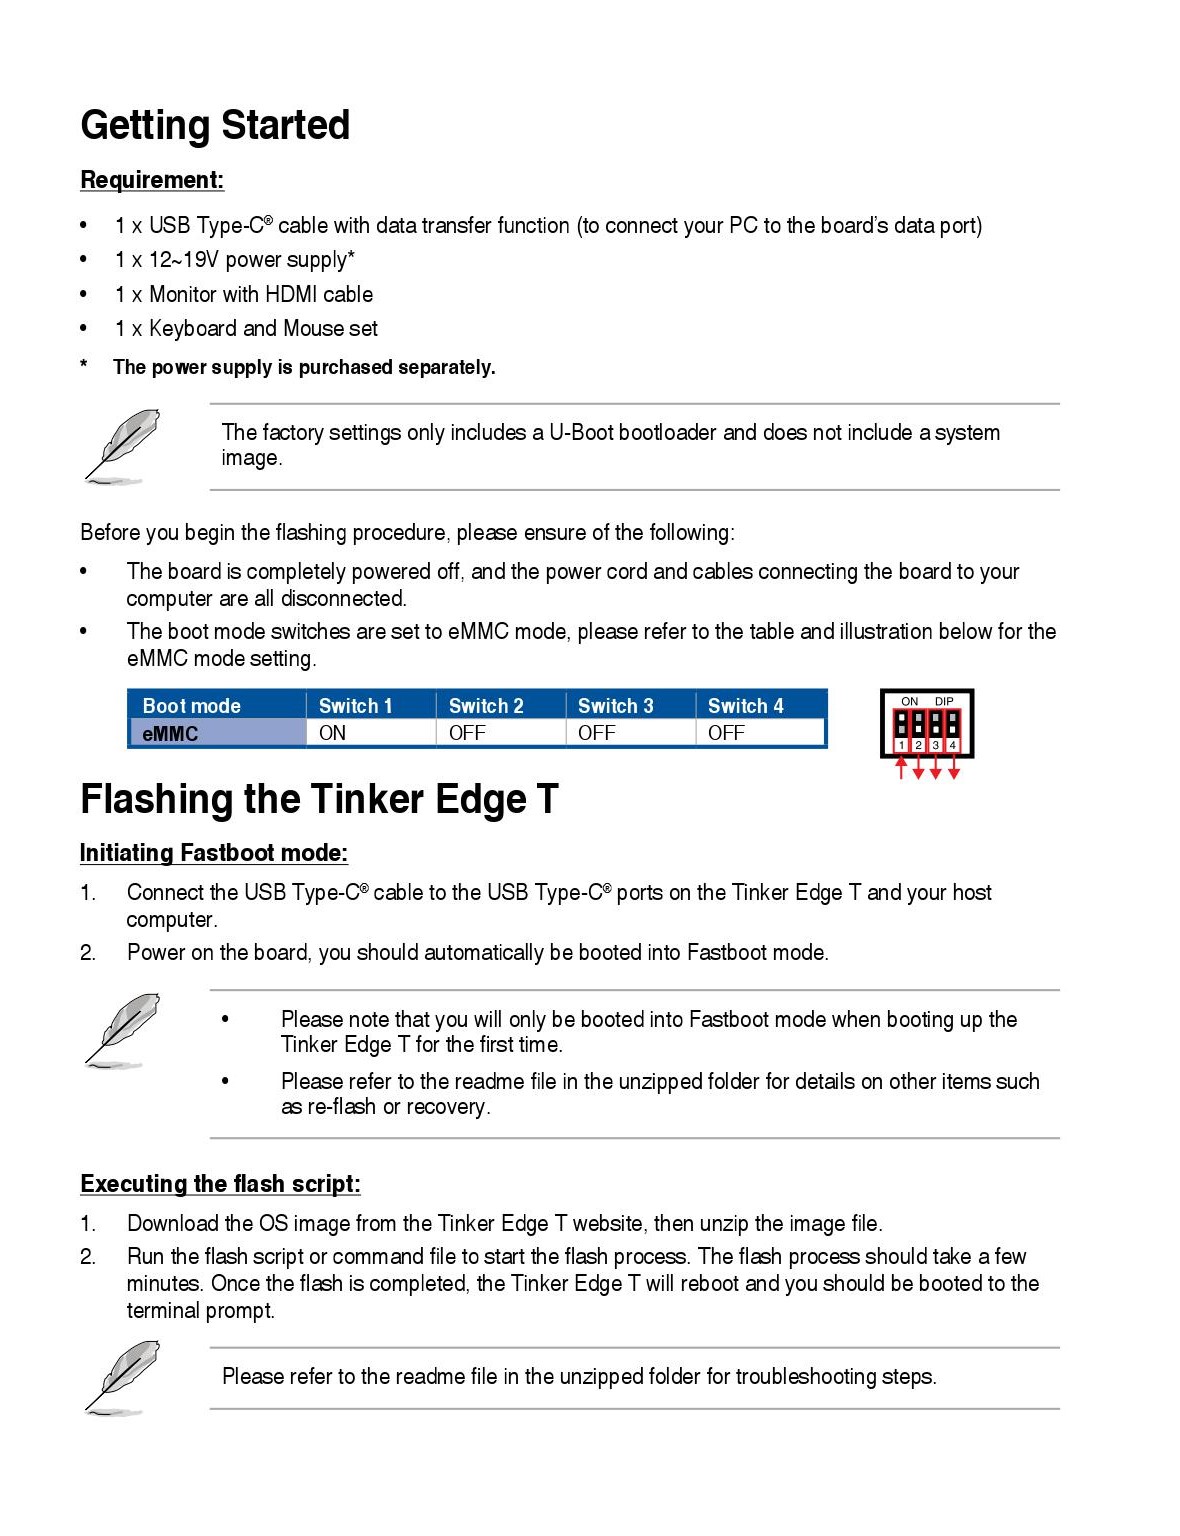 Getting Started
Requirement:
• 1 x USB Type-C® cable with data transfer function (to connect your PC to the board's data port)
• 1 x 12~19V power supply*
• 1 x Monitor with HDMI cable
• 1 x Keyboard and Mouse set
* The power supply is purchased separately.
The factory settings only includes a U-Boot bootloader and does not include a system
image.
Before you begin the flashing procedure, please ensure of the following:
• The board is completely powered off, and the power cord and cables connecting the board to your
computer are all disconnected.
• The boot mode switches are set to eMMC mode, please refer to the table and illustration below for the
eMMC mode setting.
Boot mode Switch 1 Switch 2 Switch 3 Switch 4
eMMC ON OFF OFF OFF
ON DIP
1 2 3 4
Flashing the Tinker Edge T
Initiating Fastboot mode:
1. Connect the USB Type-C® cable to the USB Type-C® ports on the Tinker Edge T and your host
computer.
2. Power on the board, you should automatically be booted into Fastboot mode.
• Please note that you will only be booted into Fastboot mode when booting up the
Tinker Edge T for the first time.
• Please refer to the readme file in the unzipped folder for details on other items such
as re-flash or recovery.
Executing the flash script:
1. Download the OS image from the Tinker Edge T website, then unzip the image file.
2. Run the flash script or command file to start the flash process. The flash process should take a few
minutes. Once the flash is completed, the Tinker Edge T will reboot and you should be booted to the
terminal prompt.
Please refer to the readme file in the unzipped folder for troubleshooting steps.